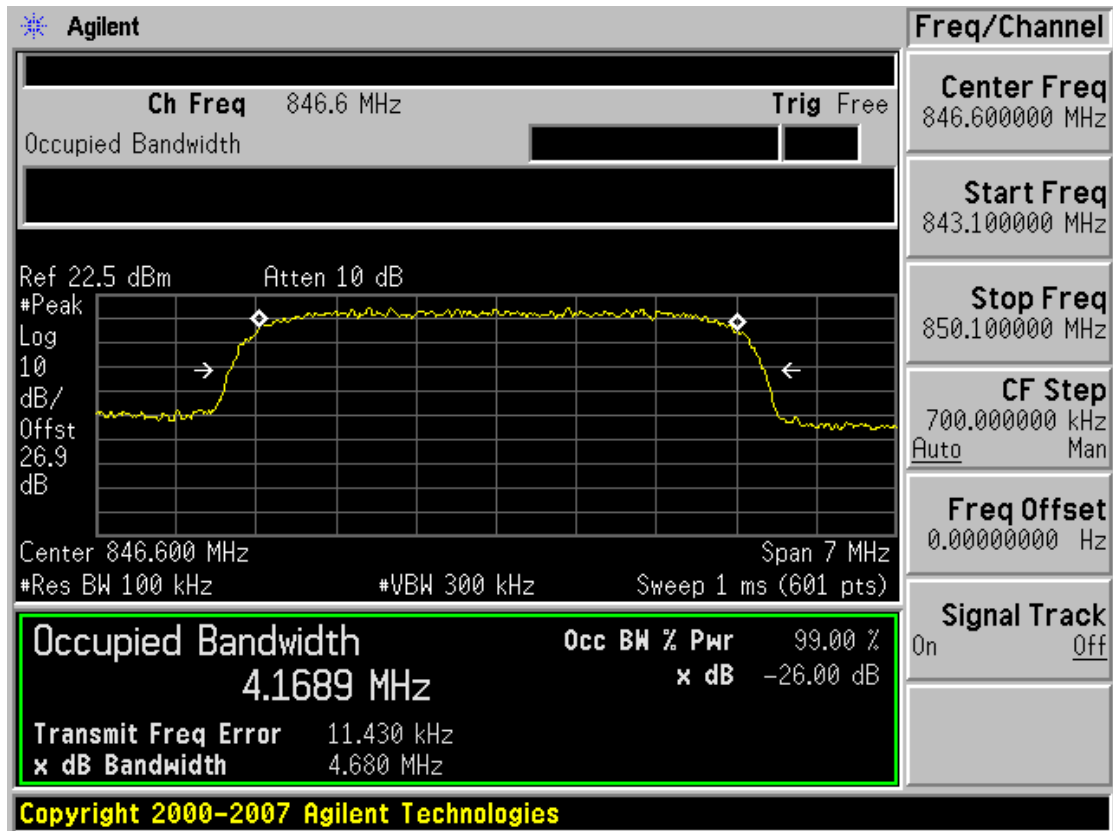 Agilent
Freq/Channel
Ch Freq 846.6 MHz Trig Free
Occupied Bandwidth
Center Freq
846.600000 MHz
Start Freq
843.100000 MHz
Stop Freq
850.100000 MHz
CF Step
700.000000 kHz
Auto Man
Freq Offset
0.00000000 Hz
Signal Track
On Off
Ref 22.5 dBm Atten 10 dB
#Peak
Log
10
dB/
Offst
26.9
dB
Center 846.600 MHz Span 7 MHz
#Res BW 100 kHz #VBW 300 kHz Sweep 1 ms (601 pts)
Occupied Bandwidth
4.1689 MHz
Occ BW % Pwr 99.00 %
x dB -26.00 dB
Transmit Freq Error 11.430 kHz
x dB Bandwidth 4.680 MHz
Copyright 2000-2007 Agilent Technologies